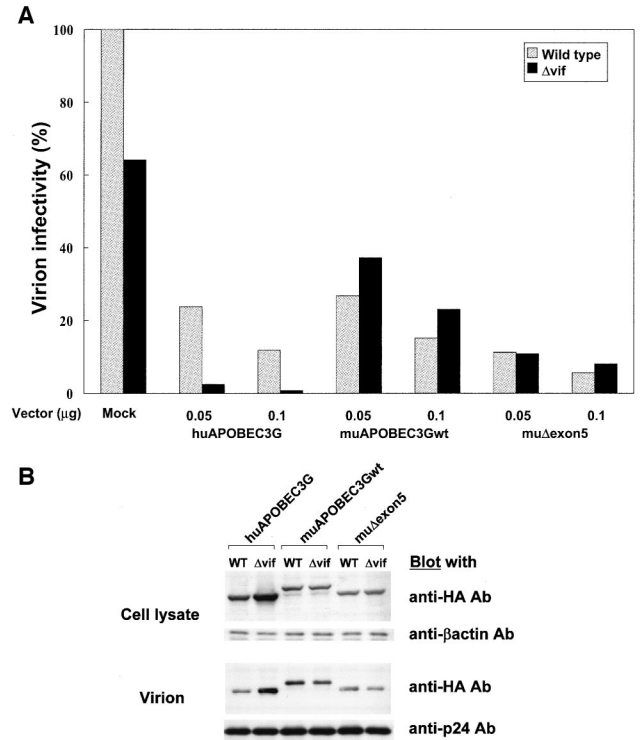 A
100
80
60
40
20
0
Virion infectivity (%)
Wild type
Δvif
Vector (μg) Mock 0.05 0.1 0.05 0.1 0.05 0.1
huAPOBEC3G muAPOBEC3Gwt muΔexon5
B
huAPOBEC3G muAPOBEC3Gwt muΔexon5
WT Δvif WT Δvif WT Δvif Blot with
Cell lysate
anti-HA Ab
anti-βactin Ab
Virion
anti-HA Ab
anti-p24 Ab